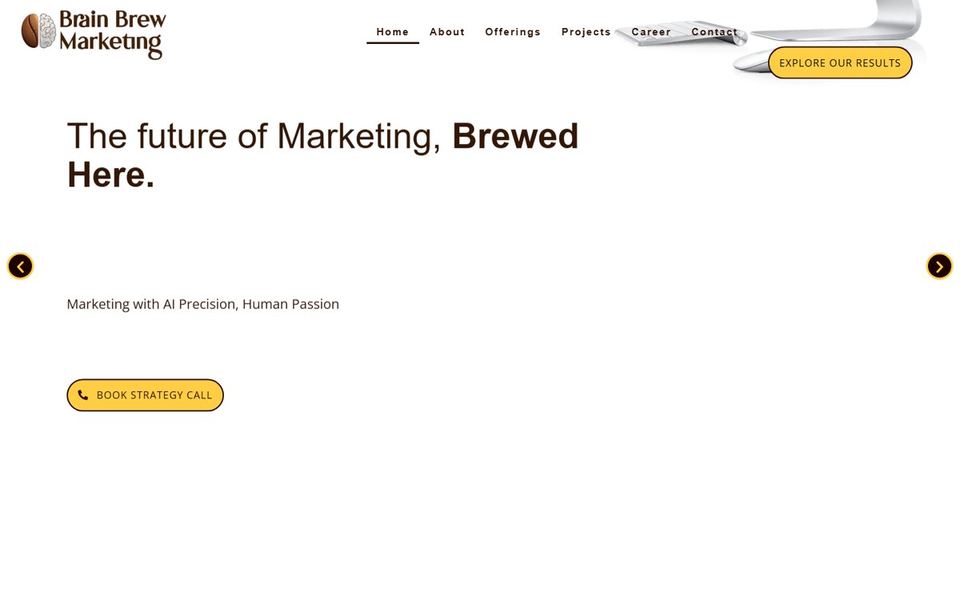 Brain Brew
Marketing
Home About Offerings Projects Career Contact
EXPLORE OUR RESULTS
The future of Marketing, Brewed
Here.
Marketing with AI Precision, Human Passion
BOOK STRATEGY CALL